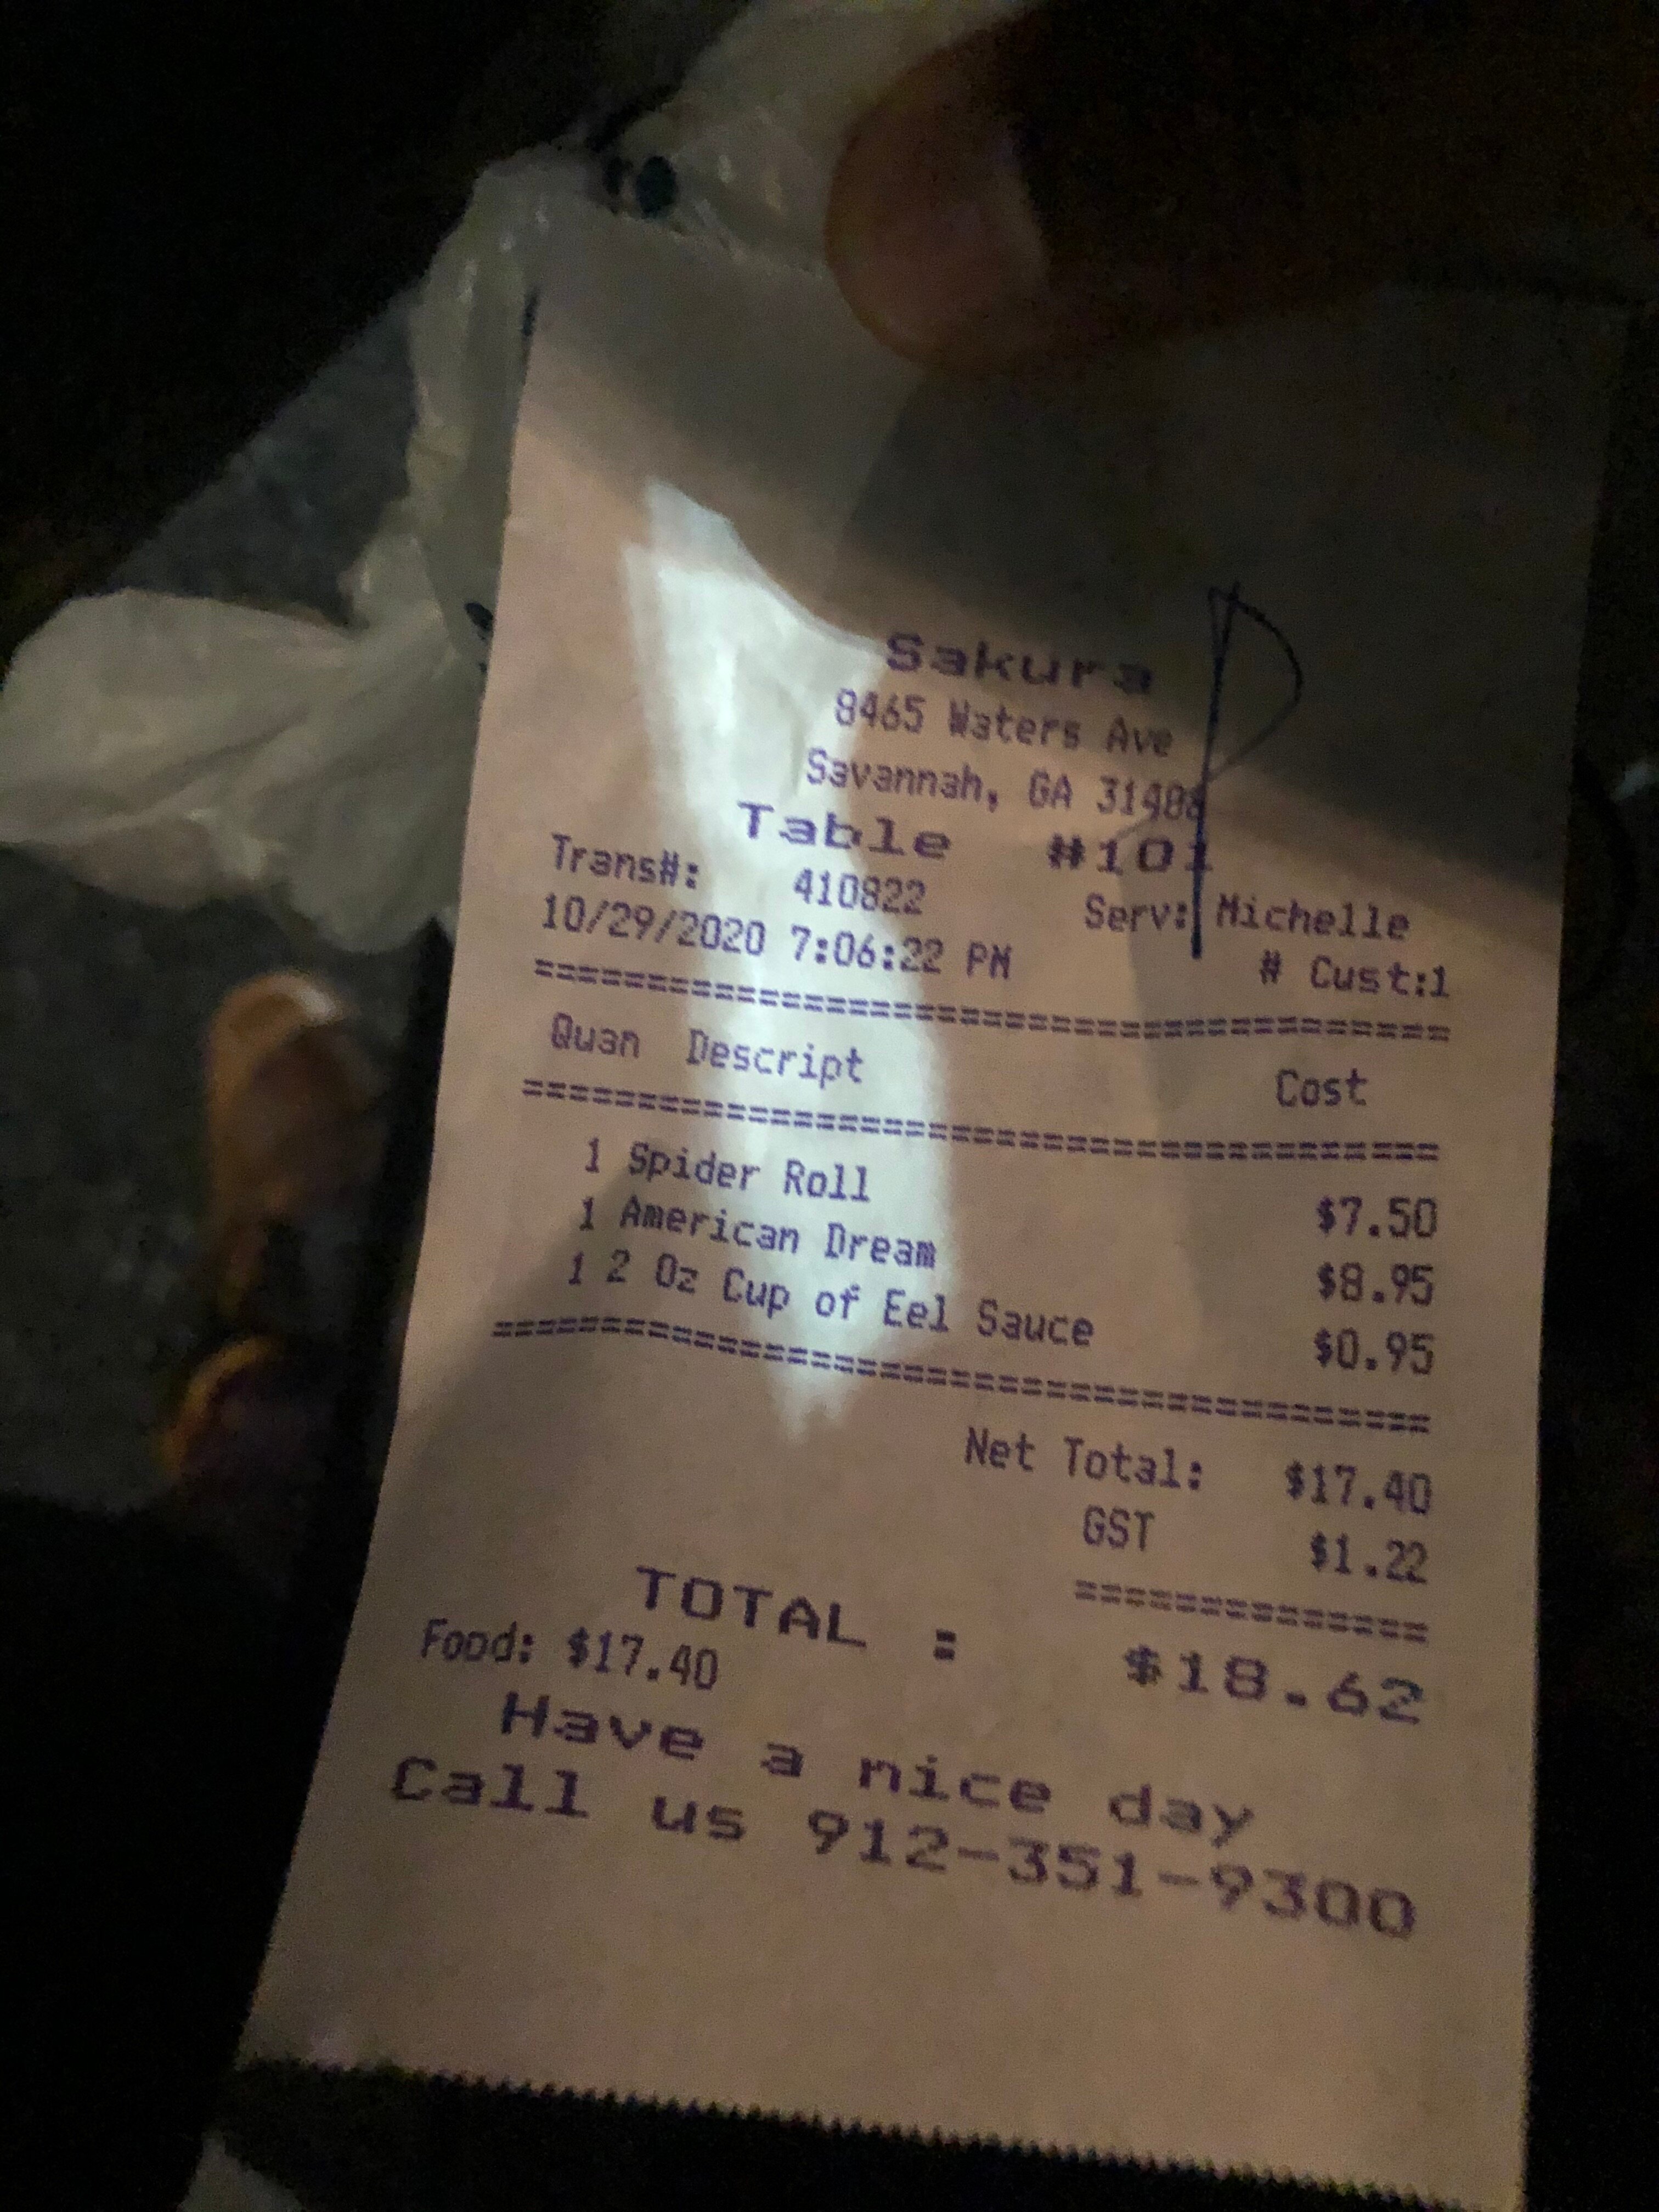 Sakura
8465 Waters Ave
Savannah, GA 31406
Table #101
Trans#: 410822 Serv: Michelle
10/29/2020 7:06:22 PM # Cust:1
========================================
Quan Descript Cost
========================================
1 Spider Roll $7.50
1 American Dream $8.95
1 2 Oz Cup of Eel Sauce $0.95
========================================
Net Total: $17.40
GST $1.22
===============
TOTAL : $18.62
Food: $17.40
Have a nice day
Call us 912-351-9300